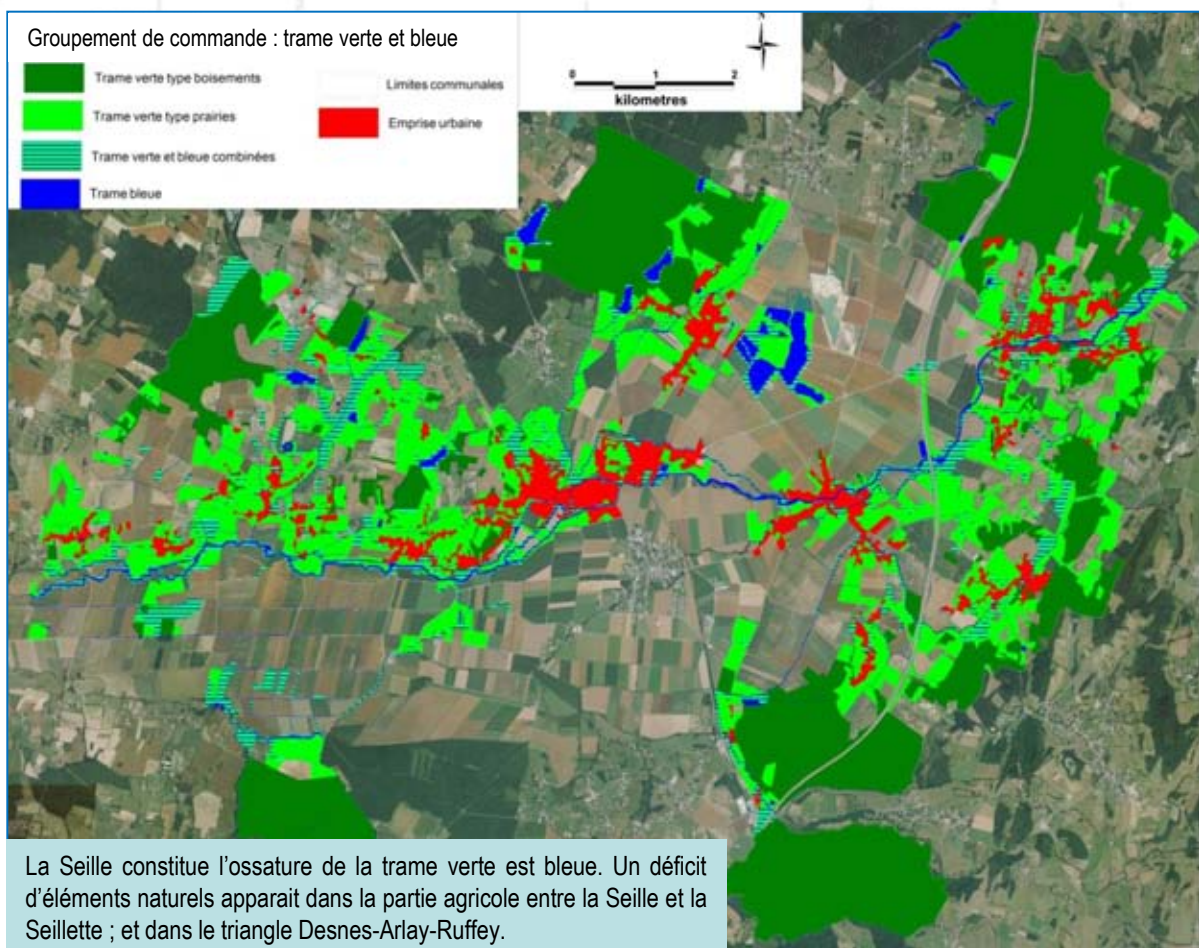 Groupement de commande : trame verte et bleue
Trame verte type boisements
Limites communales
Trame verte type prairies
Emprise urbaine
Trame verte et bleue combinées
Trame bleue
0 1 2
kilometres
La Seille constitue l'ossature de la trame verte est bleue. Un déficit
d'éléments naturels apparait dans la partie agricole entre la Seille et la
Seillette ; et dans le triangle Desnes-Arlay-Ruffey.